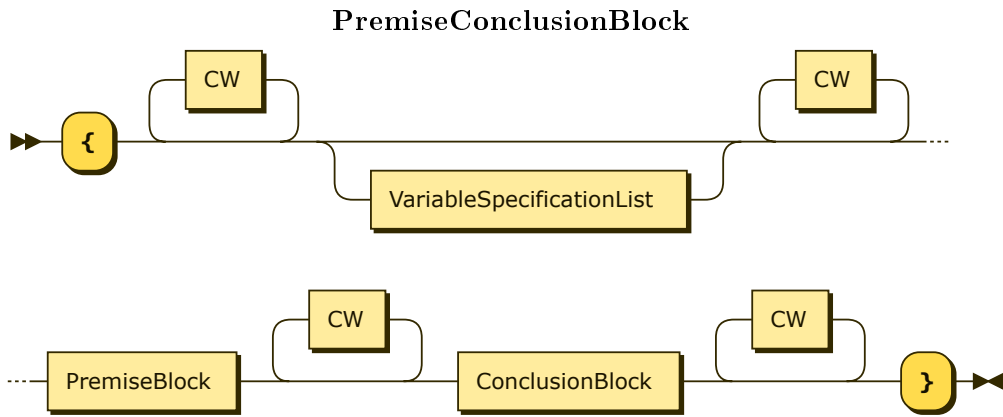 PremiseConclusionBlock
CW CW
{
VariableSpecificationList
CW CW
PremiseBlock ConclusionBlock }